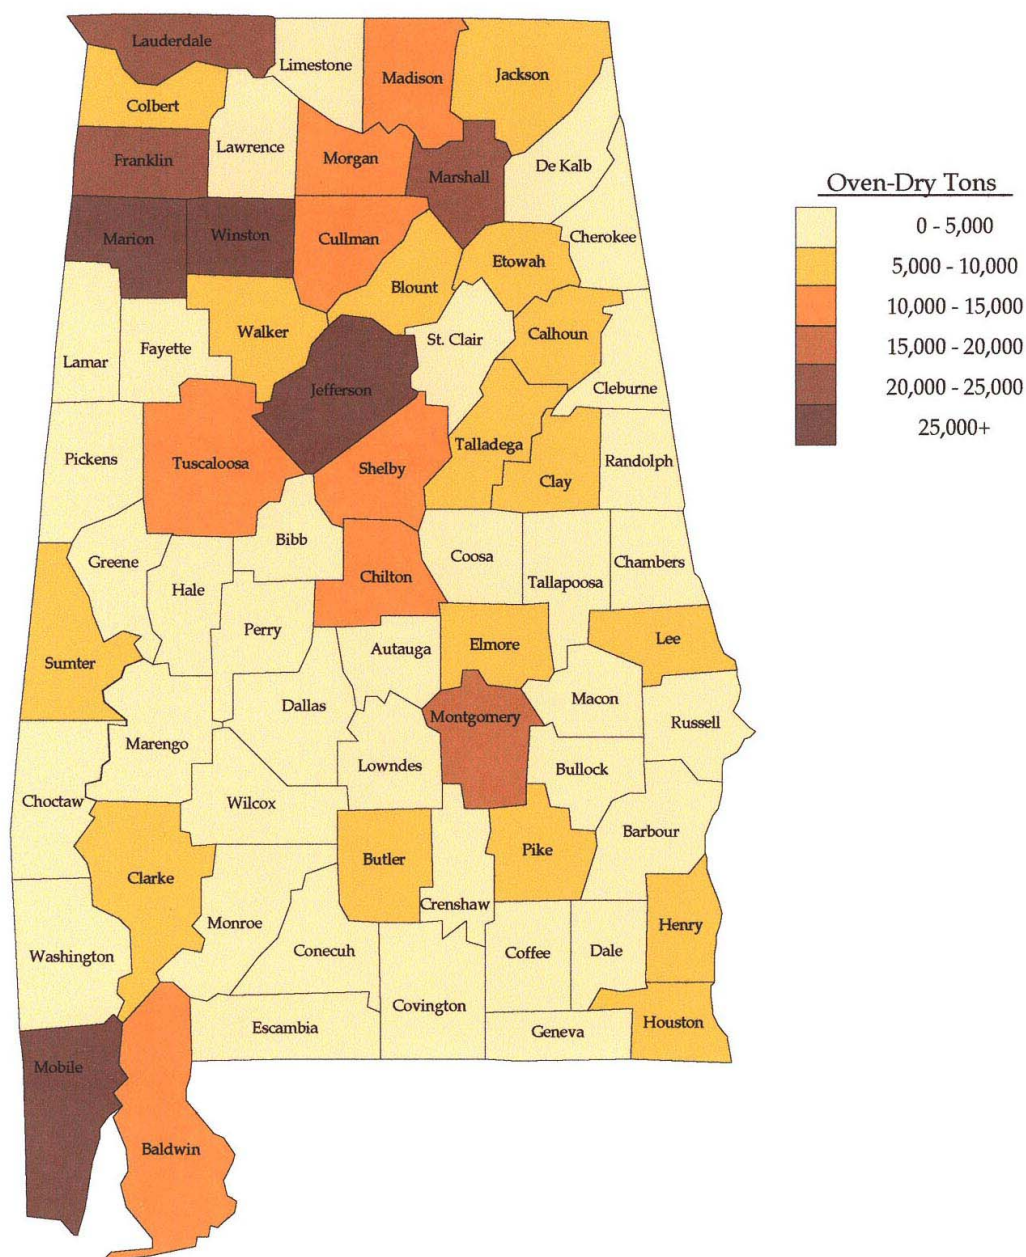 Lauderdale
Limestone
Madison
Jackson
Colbert
Lawrence
Franklin
Morgan
Marshall
De Kalb
Marion
Winston
Cullman
Cherokee
Etowah
Blount
Walker
St. Clair
Calhoun
Lamar
Fayette
Jefferson
Cleburne
Pickens
Tuscaloosa
Shelby
Talladega
Clay
Randolph
Greene
Hale
Bibb
Chilton
Coosa
Tallapoosa
Chambers
Sumter
Perry
Autauga
Elmore
Lee
Dallas
Macon
Marengo
Lowndes
Montgomery
Bullock
Russell
Choctaw
Wilcox
Barbour
Clarke
Butler
Crenshaw
Pike
Henry
Washington
Monroe
Conecuh
Covington
Coffee
Dale
Escambia
Geneva
Houston
Mobile
Baldwin
Oven-Dry Tons
0 - 5,000
5,000 - 10,000
10,000 - 15,000
15,000 - 20,000
20,000 - 25,000
25,000+